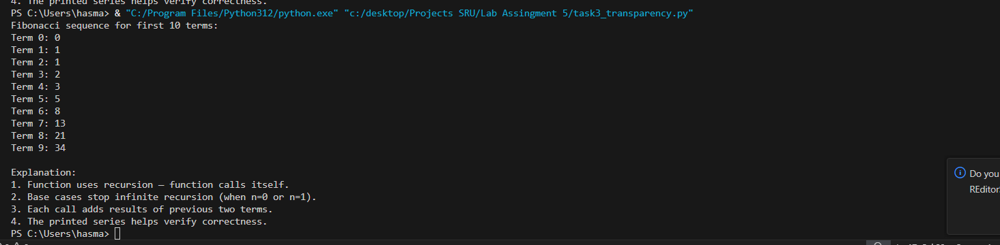 4. The printed series helps verify correctness.
PS C:\Users\hasma> & "C:/Program Files/Python312/python.exe" "c:/desktop/Projects SRU/Lab Assingment 5/task3_transparency.py"
Fibonacci sequence for first 10 terms:
Term 0: 0
Term 1: 1
Term 2: 1
Term 3: 2
Term 4: 3
Term 5: 5
Term 6: 8
Term 7: 13
Term 8: 21
Term 9: 34
Explanation:
1. Function uses recursion — function calls itself.
2. Base cases stop infinite recursion (when n=0 or n=1).
3. Each call adds results of previous two terms.
4. The printed series helps verify correctness.
PS C:\Users\hasma>
Do you
REditor